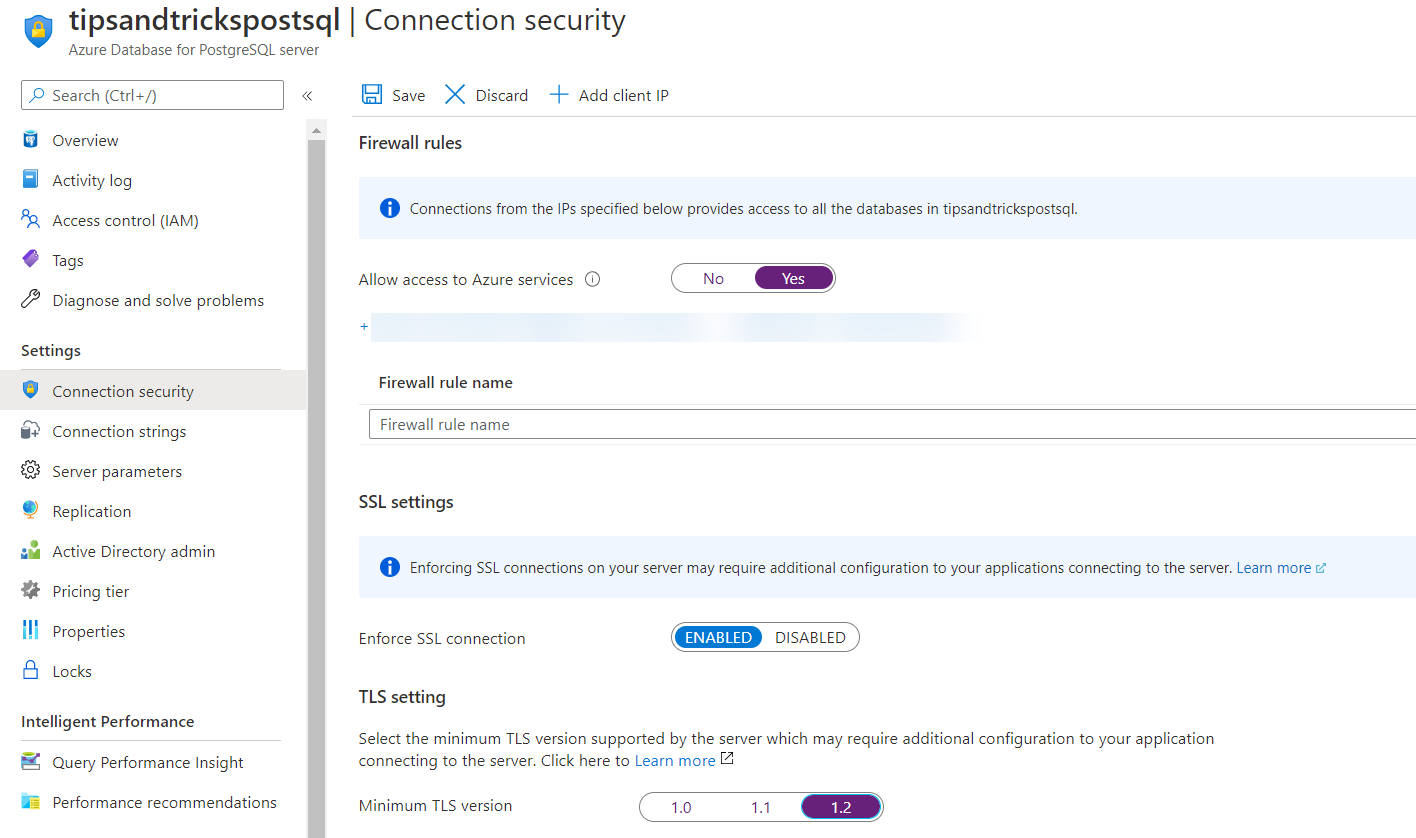 tipsandtrickspostsql | Connection security
Azure Database for PostgreSQL server
Search (Ctrl+/)
«
Overview
Activity log
Access control (IAM)
Tags
Diagnose and solve problems
Settings
Connection security
Connection strings
Server parameters
Replication
Active Directory admin
Pricing tier
Properties
Locks
Intelligent Performance
Query Performance Insight
Performance recommendations
Save Discard + Add client IP
Firewall rules
Connections from the IPs specified below provides access to all the databases in tipsandtrickspostsql.
Allow access to Azure services No Yes
+
Firewall rule name
Firewall rule name
SSL settings
Enforcing SSL connections on your server may require additional configuration to your applications connecting to the server. Learn more
Enforce SSL connection ENABLED DISABLED
TLS setting
Select the minimum TLS version supported by the server which may require additional configuration to your application
connecting to the server. Click here to Learn more
Minimum TLS version 1.0 1.1 1.2